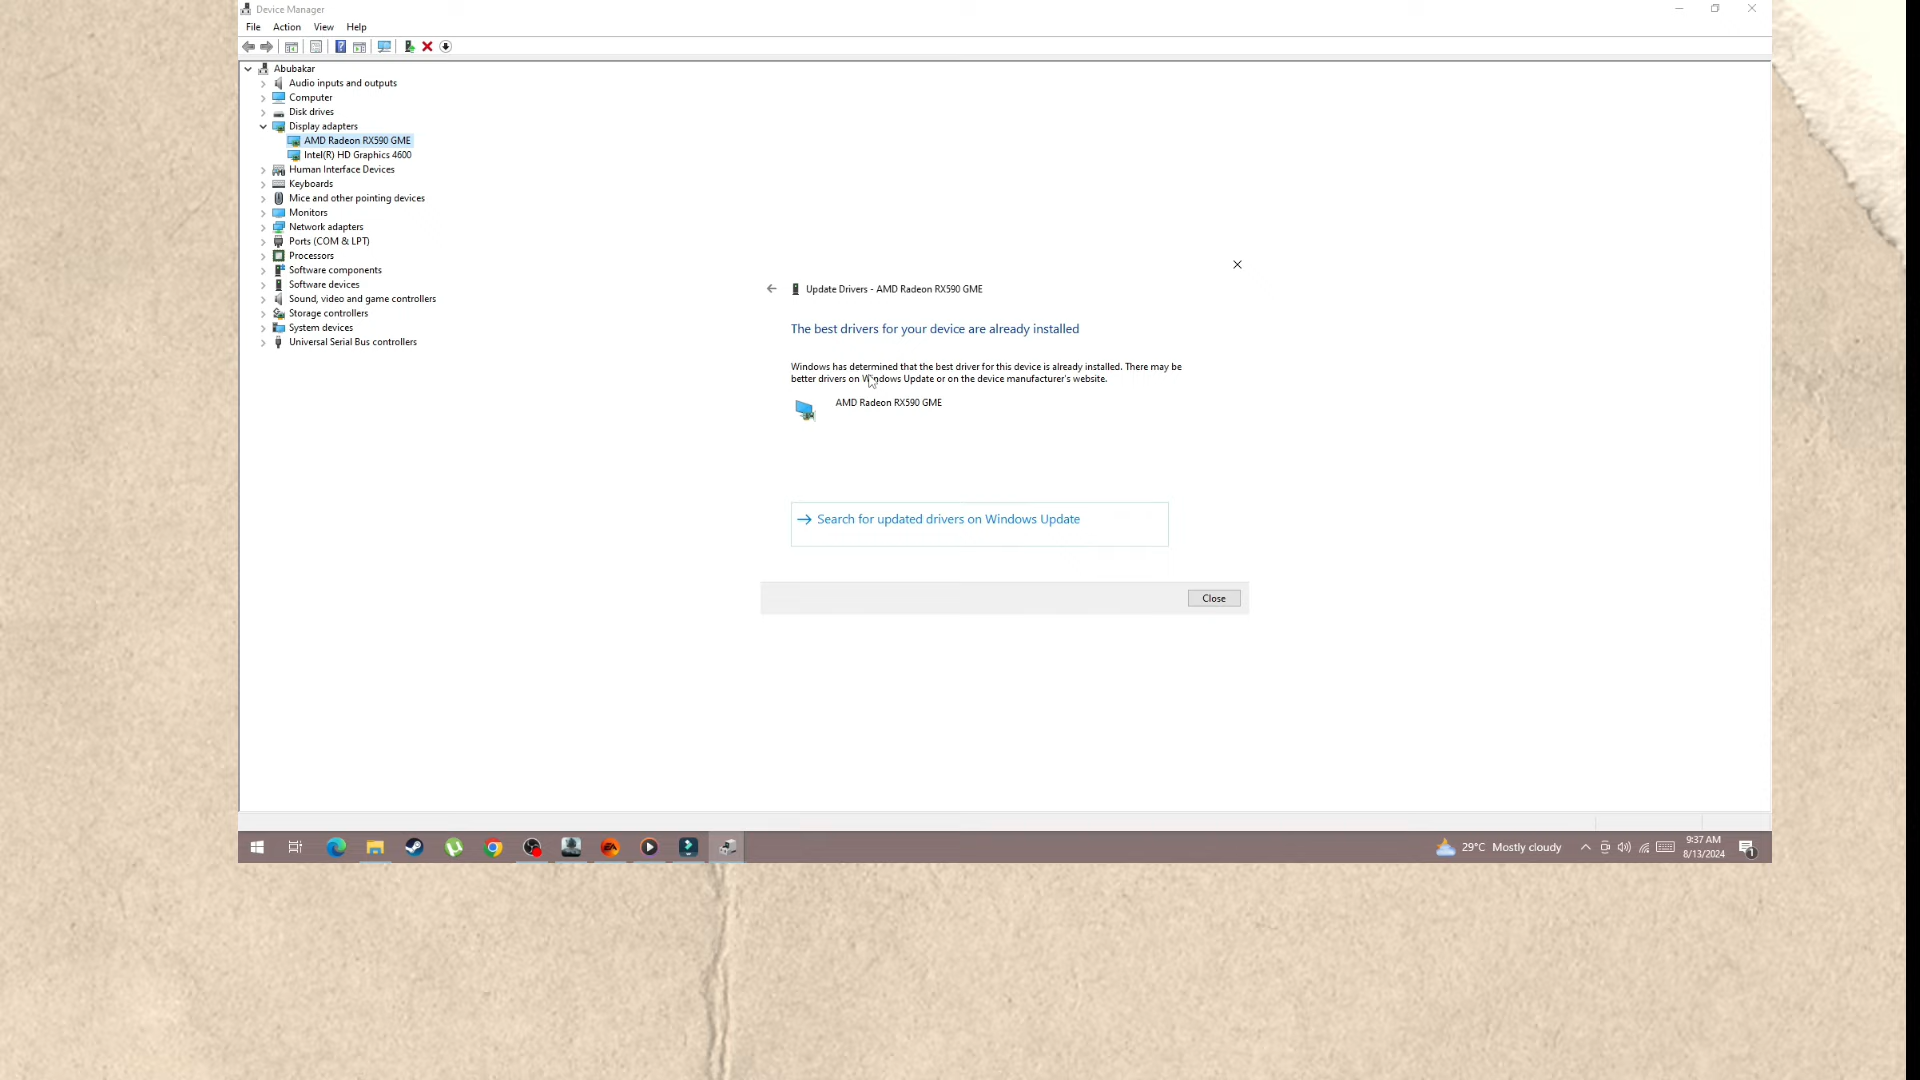 Device Manager
File Action View Help
Abubakar
Audio inputs and outputs
Computer
Disk drives
Display adapters
AMD Radeon RX590 GME
Intel(R) HD Graphics 4600
Human Interface Devices
Keyboards
Mice and other pointing devices
Monitors
Network adapters
Ports (COM & LPT)
Processors
Software components
Software devices
Sound, video and game controllers
Storage controllers
System devices
Universal Serial Bus controllers
Update Drivers - AMD Radeon RX590 GME
The best drivers for your device are already installed
Windows has determined that the best driver for this device is already installed. There may be
better drivers on Windows Update or on the device manufacturer's website.
AMD Radeon RX590 GME
Search for updated drivers on Windows Update
Close
EA
29°C Mostly cloudy
9:37 AM
8/13/2024
1